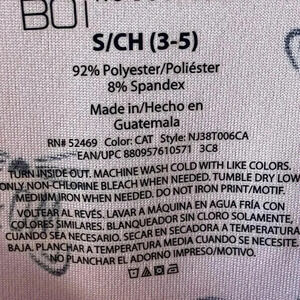 BOT
S/CH (3-5)
92% Polyester/Poliéster
8% Spandex
Made in/Hecho en
Guatemala
RN# 52469 Color: CAT Style: NJ38T006CA
EAN/UPC 880957610571 3C8
TURN INSIDE OUT. MACHINE WASH COLD WITH LIKE COLORS.
ONLY NON-CHLORINE BLEACH WHEN NEEDED. TUMBLE DRY LOW.
MEDIUM IRON WHEN NEEDED. DO NOT IRON PRINT/MOTIF.
VOLTEAR AL REVÉS. LAVAR A MÁQUINA EN AGUA FRÍA CON
COLORES SIMILARES. BLANQUEADOR SIN CLORO SOLAMENTE,
CUANDO SEA NECESARIO. SECAR EN SECADORA A TEMPERATURA
BAJA. PLANCHAR A TEMPERATURA MEDIA CUANDO SE NECESITE.
NO PLANCHAR EL ADORNO IMPRESO/MOTIVO.